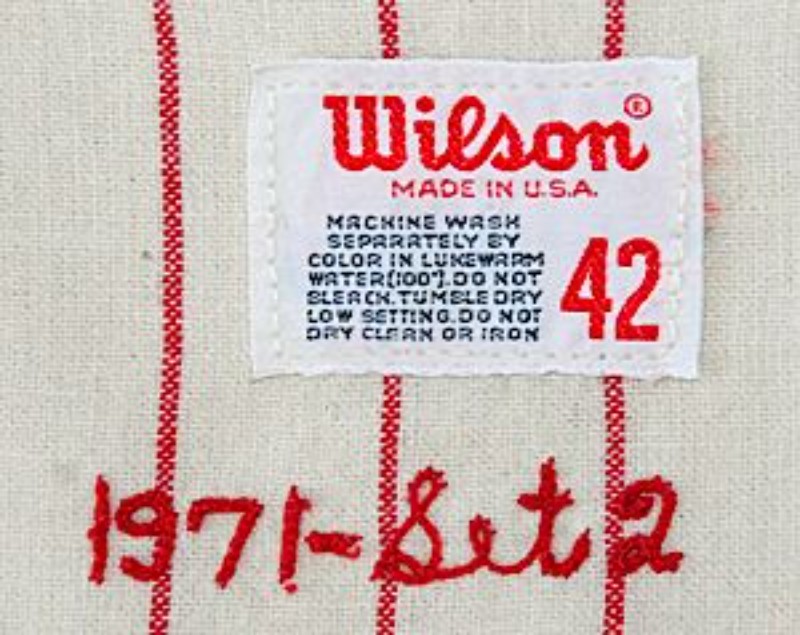 Wilson®
MADE IN U.S.A.
MACHINE WASH
SEPARATELY BY
COLOR IN LUKEWARM
WATER(100°).DO NOT
BLEACH.TUMBLE DRY
LOW SETTING.DO NOT
DRY CLEAN OR IRON
42
1971-Set 2